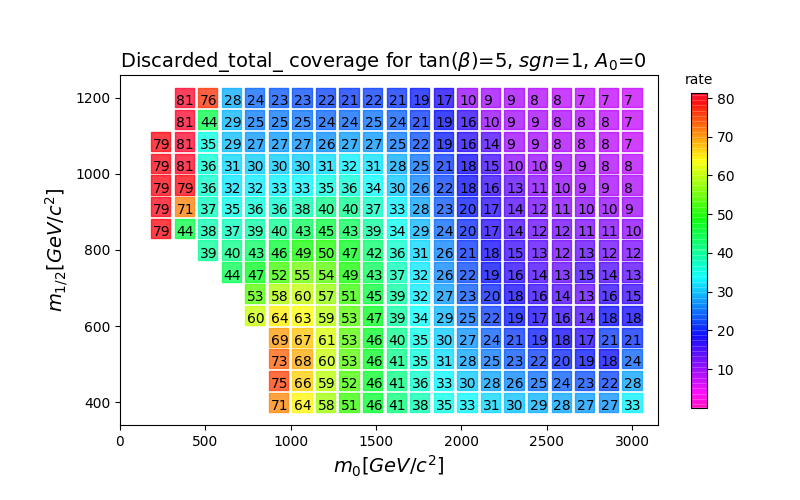 Discarded_total_ coverage for tan(β)=5, sgn=1, A₀=0
rate
1200 81 76 28 24 23 23 22 21 22 21 19 17 10 9 9 8 8 7 7 7 80
81 44 29 25 25 25 24 24 25 24 21 19 16 10 9 9 8 8 8 7
79 81 35 29 27 27 27 26 27 27 25 22 19 16 14 9 9 8 8 8 7 70
1000 79 81 36 31 30 30 30 31 32 31 28 25 21 18 15 10 10 9 9 8 8
79 79 36 32 32 33 33 35 36 34 30 26 22 18 16 13 11 10 9 9 8 60
79 71 37 35 36 36 38 40 40 37 33 28 23 20 17 14 12 11 10 10 9
79 44 38 37 39 40 43 45 43 39 34 29 24 20 17 14 12 12 11 11 10 50
800 39 40 43 46 49 50 47 42 36 31 26 21 18 15 13 12 13 12 12
44 47 52 55 54 49 43 37 32 26 22 19 16 14 13 15 14 13 40
53 58 60 57 51 45 39 32 27 23 20 18 16 14 13 16 15
600 60 64 63 59 53 47 39 34 29 25 22 19 17 16 14 18 18 30
69 67 61 53 46 40 35 30 27 24 21 19 18 17 21 21
73 68 60 53 46 41 35 31 28 25 23 22 20 19 18 24 20
75 66 59 52 46 41 36 33 30 28 26 25 24 23 22 28
400 71 64 58 51 46 41 38 35 33 31 30 29 28 27 27 33 10
0 500 1000 1500 2000 2500 3000
m₀[GeV/c²]
m₁/₂[GeV/c²]